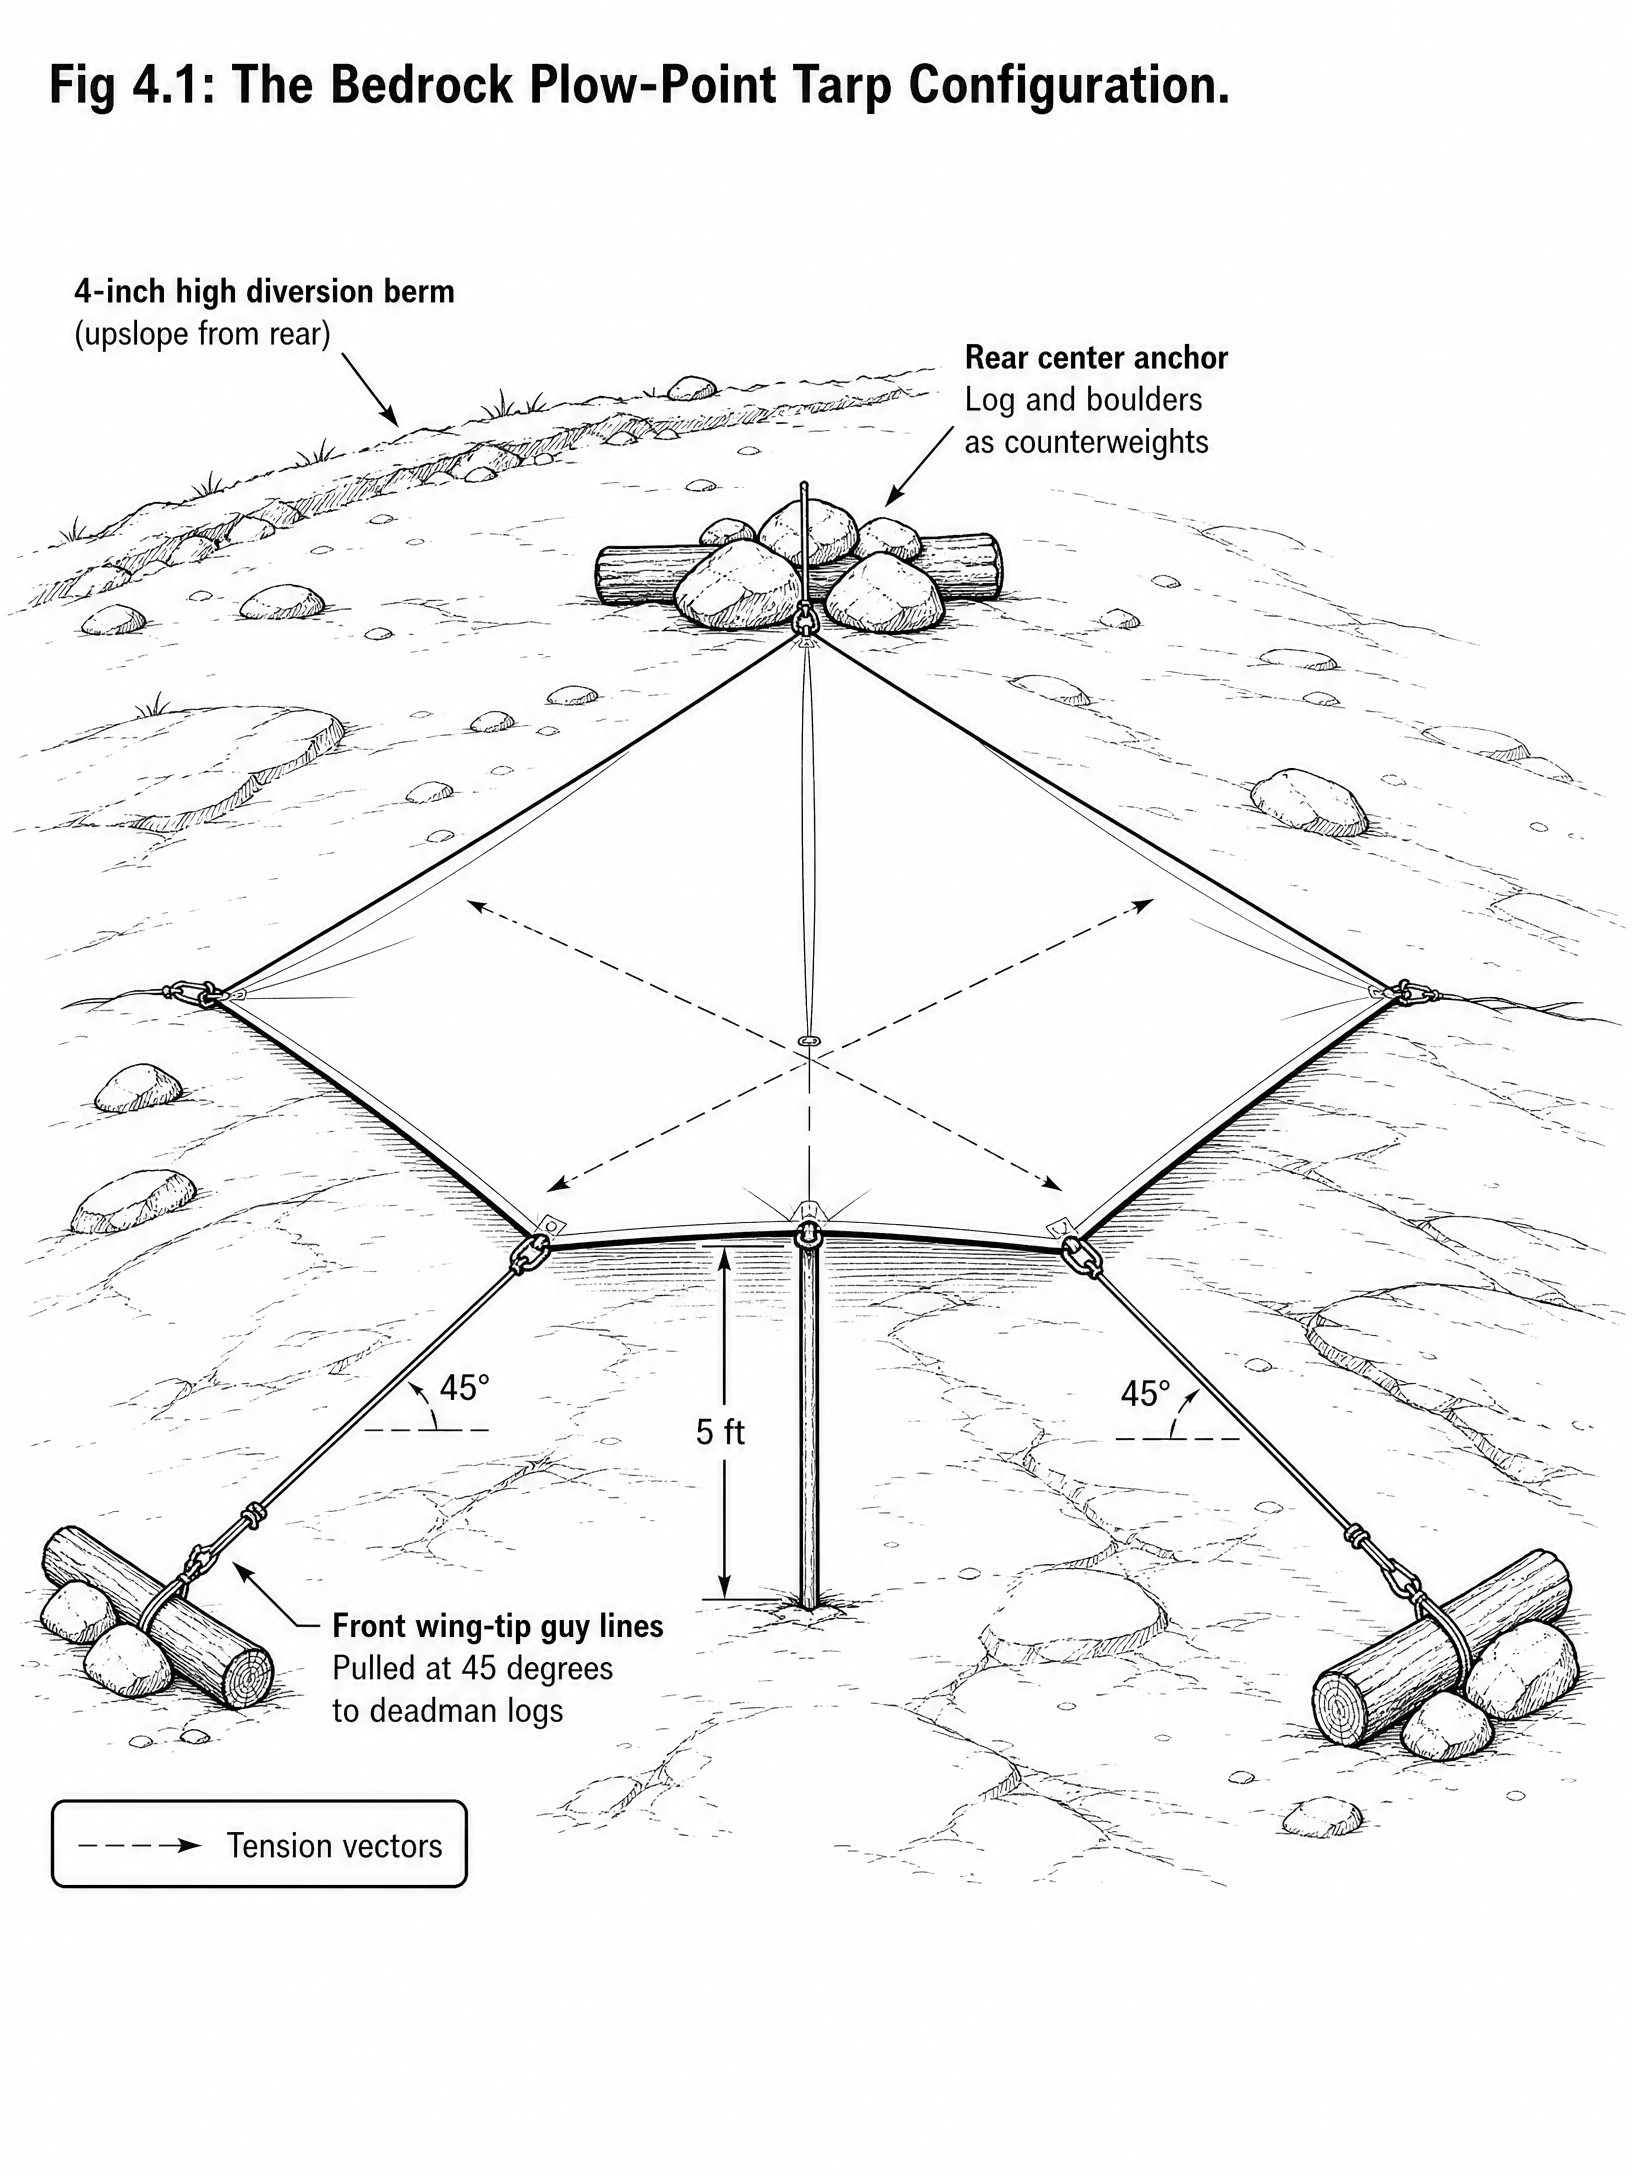 Fig 4.1: The Bedrock Plow-Point Tarp Configuration.
4-inch high diversion berm
(upslope from rear)
Rear center anchor
Log and boulders
as counterweights
45°
45°
5 ft
Front wing-tip guy lines
Pulled at 45 degrees
to deadman logs
Tension vectors